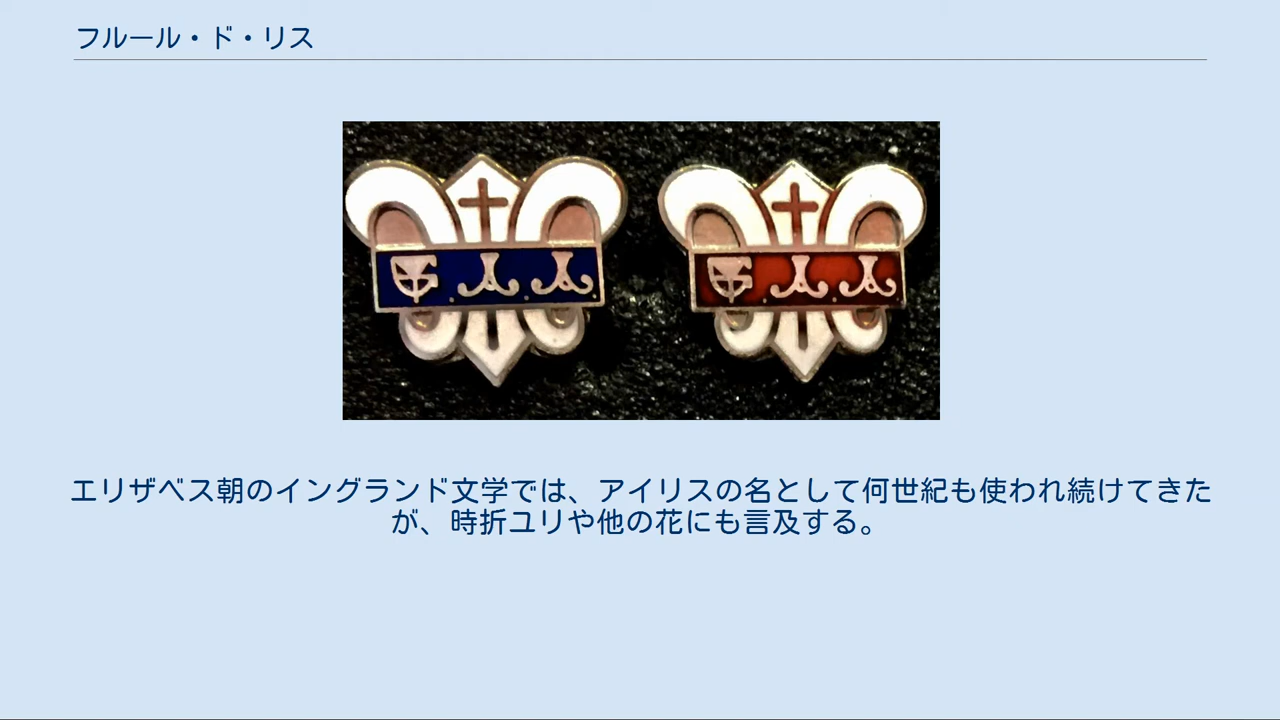 フルール・ド・リス
エリザベス朝のイングランド文学では、アイリスの名として何世紀も使われ続けてきた
が、時折ユリや他の花にも言及する。